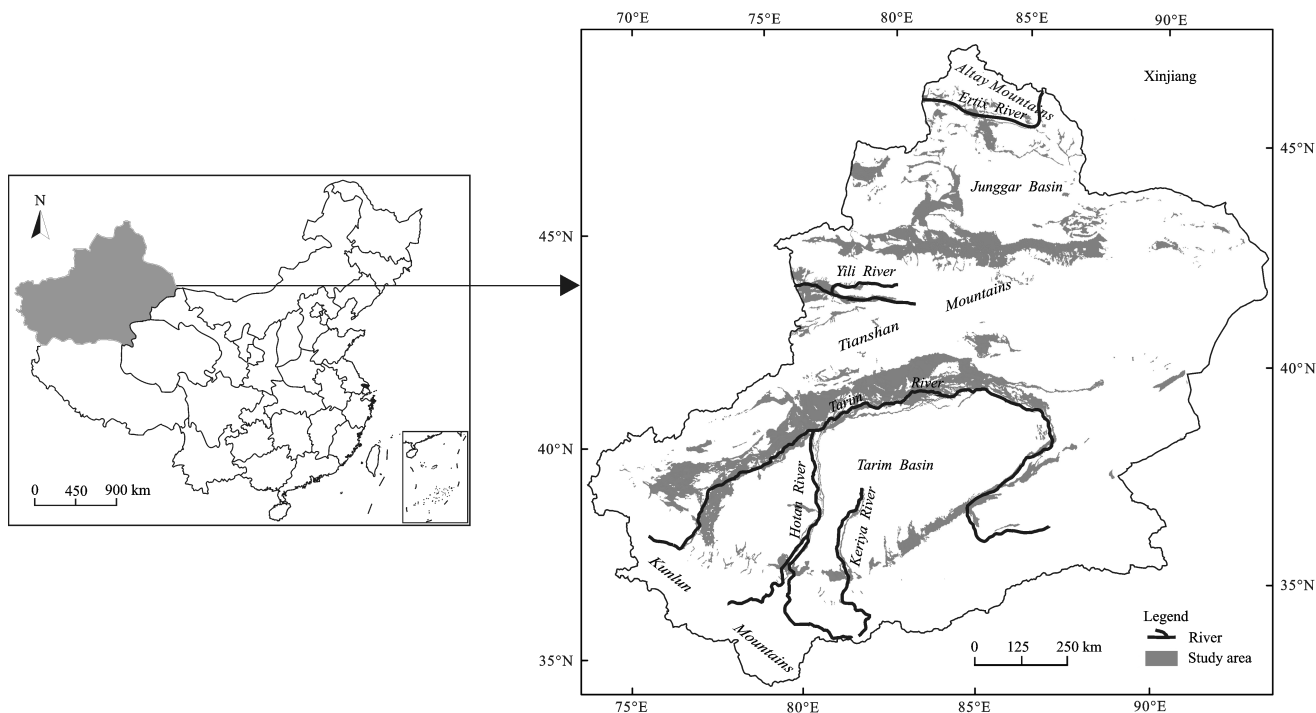 70°E 75°E 80°E 85°E 90°E
Xinjiang
Altay Mountains
Ertix River
45°N
Junggar Basin
N
45°N
Yili River
Mountains
Tianshan
40°N
River
Tarim
40°N
Tarim Basin
Hotan River
Keriya River
0 450 900 km
Kunlun
35°N
Mountains
Legend
River
Study area
0 125 250 km
35°N
75°E 80°E 85°E 90°E